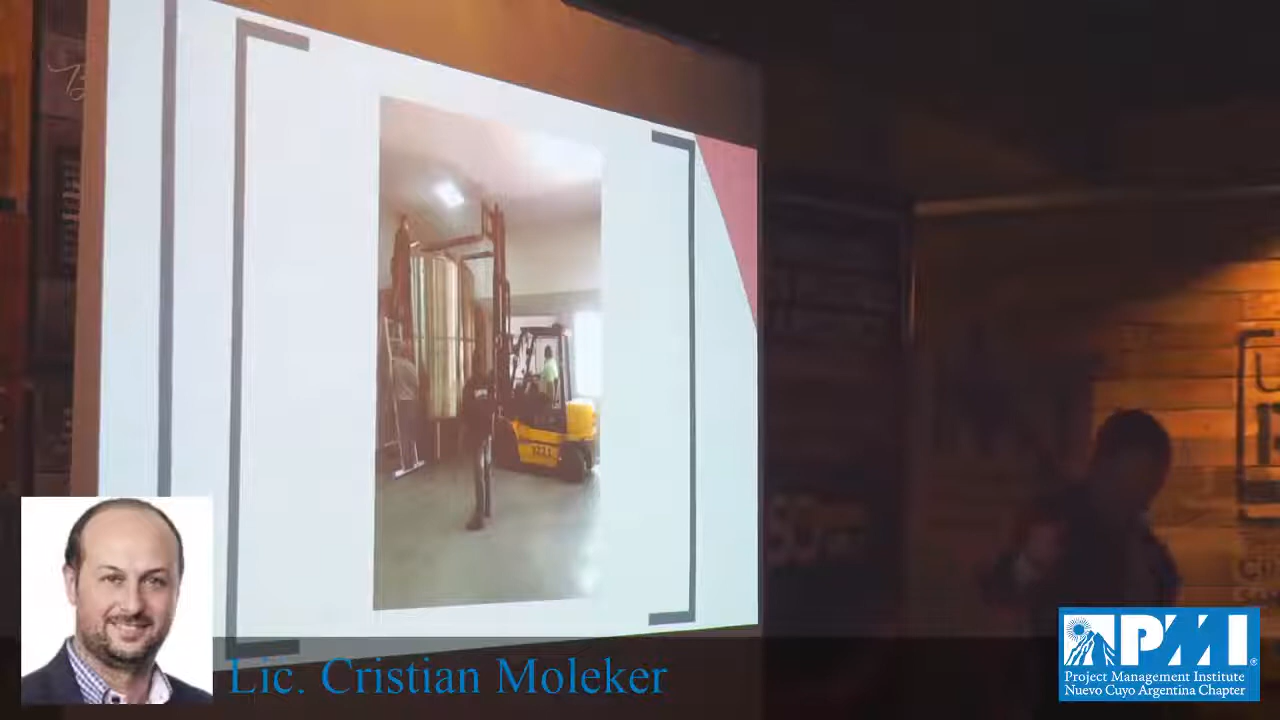 Lic. Cristian Moleker
PMI
Project Management Institute
Nuevo Cuyo Argentina Chapter